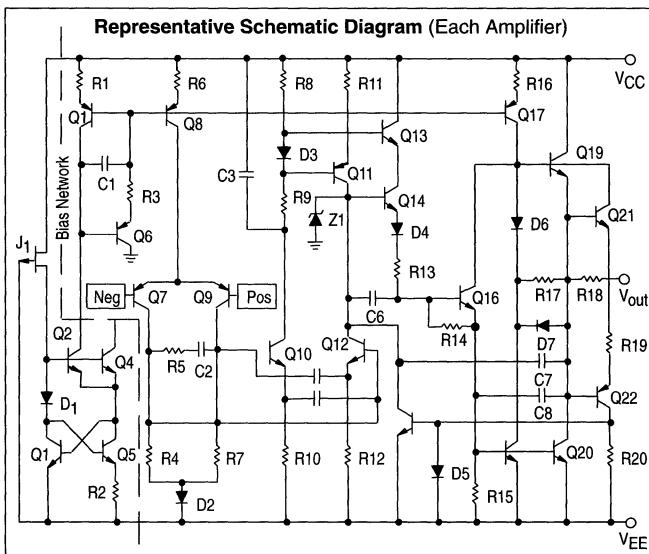 Representative Schematic Diagram (Each Amplifier)
Bias Network
R1
R6
R8
R11
R16
VCC
Q1
Q8
Q17
Q13
Q19
D3
Q11
C1
C3
Q14
Q21
R3
R9
Z1
D4
D6
J1
Q6
R13
Neg
Q7
Q9
Pos
Q16
R17
R18
Vout
C6
R14
D7
Q2
Q4
R5
C2
Q10
Q12
C7
R19
C8
Q22
D1
Q1
Q5
R4
R7
R10
R12
D5
Q20
R20
R2
D2
R15
VEE